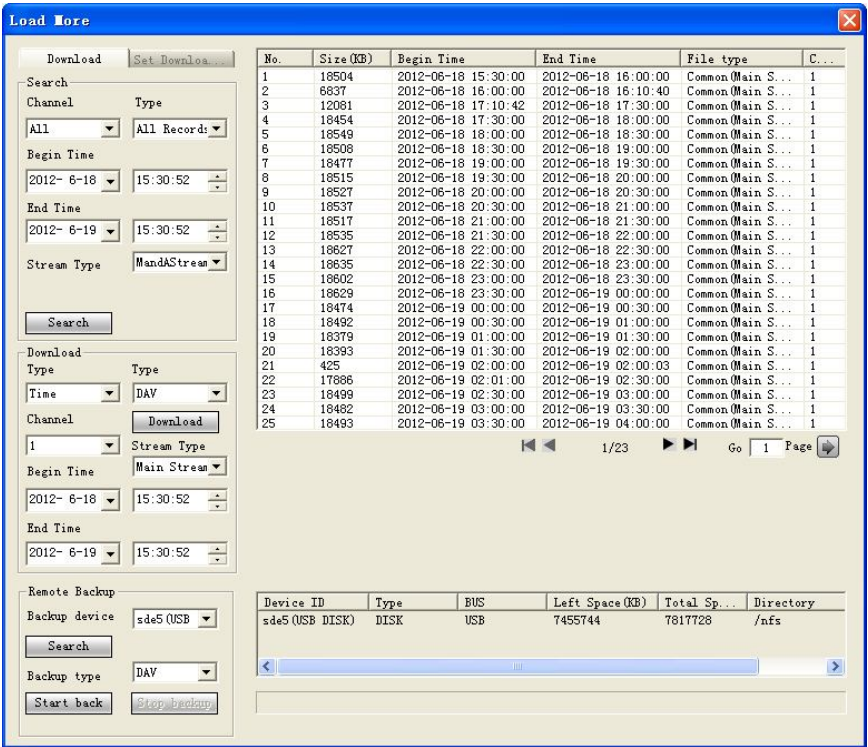 Load More
Download Set Downloa...
Search
Channel Type
All All Records
Begin Time
2012- 6-18 15:30:52
End Time
2012- 6-19 15:30:52
Stream Type MandAStream
Search
Download
Type Type
Time DAV
Channel Download
1 Stream Type
Begin Time Main Stream
2012- 6-18 15:30:52
End Time
2012- 6-19 15:30:52
Remote Backup
Backup device sde5(USB
Search
Backup type DAV
Start back Stop backup
No. Size(KB) Begin Time End Time File type C...
1 18504 2012-06-18 15:30:00 2012-06-18 16:00:00 Common(Main S... 1
2 6837 2012-06-18 16:00:00 2012-06-18 16:10:40 Common(Main S... 1
3 12081 2012-06-18 17:10:42 2012-06-18 17:30:00 Common(Main S... 1
4 18454 2012-06-18 17:30:00 2012-06-18 18:00:00 Common(Main S... 1
5 18549 2012-06-18 18:00:00 2012-06-18 18:30:00 Common(Main S... 1
6 18508 2012-06-18 18:30:00 2012-06-18 19:00:00 Common(Main S... 1
7 18477 2012-06-18 19:00:00 2012-06-18 19:30:00 Common(Main S... 1
8 18515 2012-06-18 19:30:00 2012-06-18 20:00:00 Common(Main S... 1
9 18527 2012-06-18 20:00:00 2012-06-18 20:30:00 Common(Main S... 1
10 18537 2012-06-18 20:30:00 2012-06-18 21:00:00 Common(Main S... 1
11 18517 2012-06-18 21:00:00 2012-06-18 21:30:00 Common(Main S... 1
12 18535 2012-06-18 21:30:00 2012-06-18 22:00:00 Common(Main S... 1
13 18627 2012-06-18 22:00:00 2012-06-18 22:30:00 Common(Main S... 1
14 18635 2012-06-18 22:30:00 2012-06-18 23:00:00 Common(Main S... 1
15 18602 2012-06-18 23:00:00 2012-06-18 23:30:00 Common(Main S... 1
16 18629 2012-06-18 23:30:00 2012-06-19 00:00:00 Common(Main S... 1
17 18474 2012-06-19 00:00:00 2012-06-19 00:30:00 Common(Main S... 1
18 18492 2012-06-19 00:30:00 2012-06-19 01:00:00 Common(Main S... 1
19 18379 2012-06-19 01:00:00 2012-06-19 01:30:00 Common(Main S... 1
20 18393 2012-06-19 01:30:00 2012-06-19 02:00:00 Common(Main S... 1
21 425 2012-06-19 02:00:00 2012-06-19 02:00:03 Common(Main S... 1
22 17886 2012-06-19 02:01:00 2012-06-19 02:30:00 Common(Main S... 1
23 18499 2012-06-19 02:30:00 2012-06-19 03:00:00 Common(Main S... 1
24 18482 2012-06-19 03:00:00 2012-06-19 03:30:00 Common(Main S... 1
25 18493 2012-06-19 03:30:00 2012-06-19 04:00:00 Common(Main S... 1
1/23 Go 1 Page
Device ID Type BUS Left Space(KB) Total Sp... Directory
sde5(USB DISK) DISK USB 7455744 7817728 /nfs